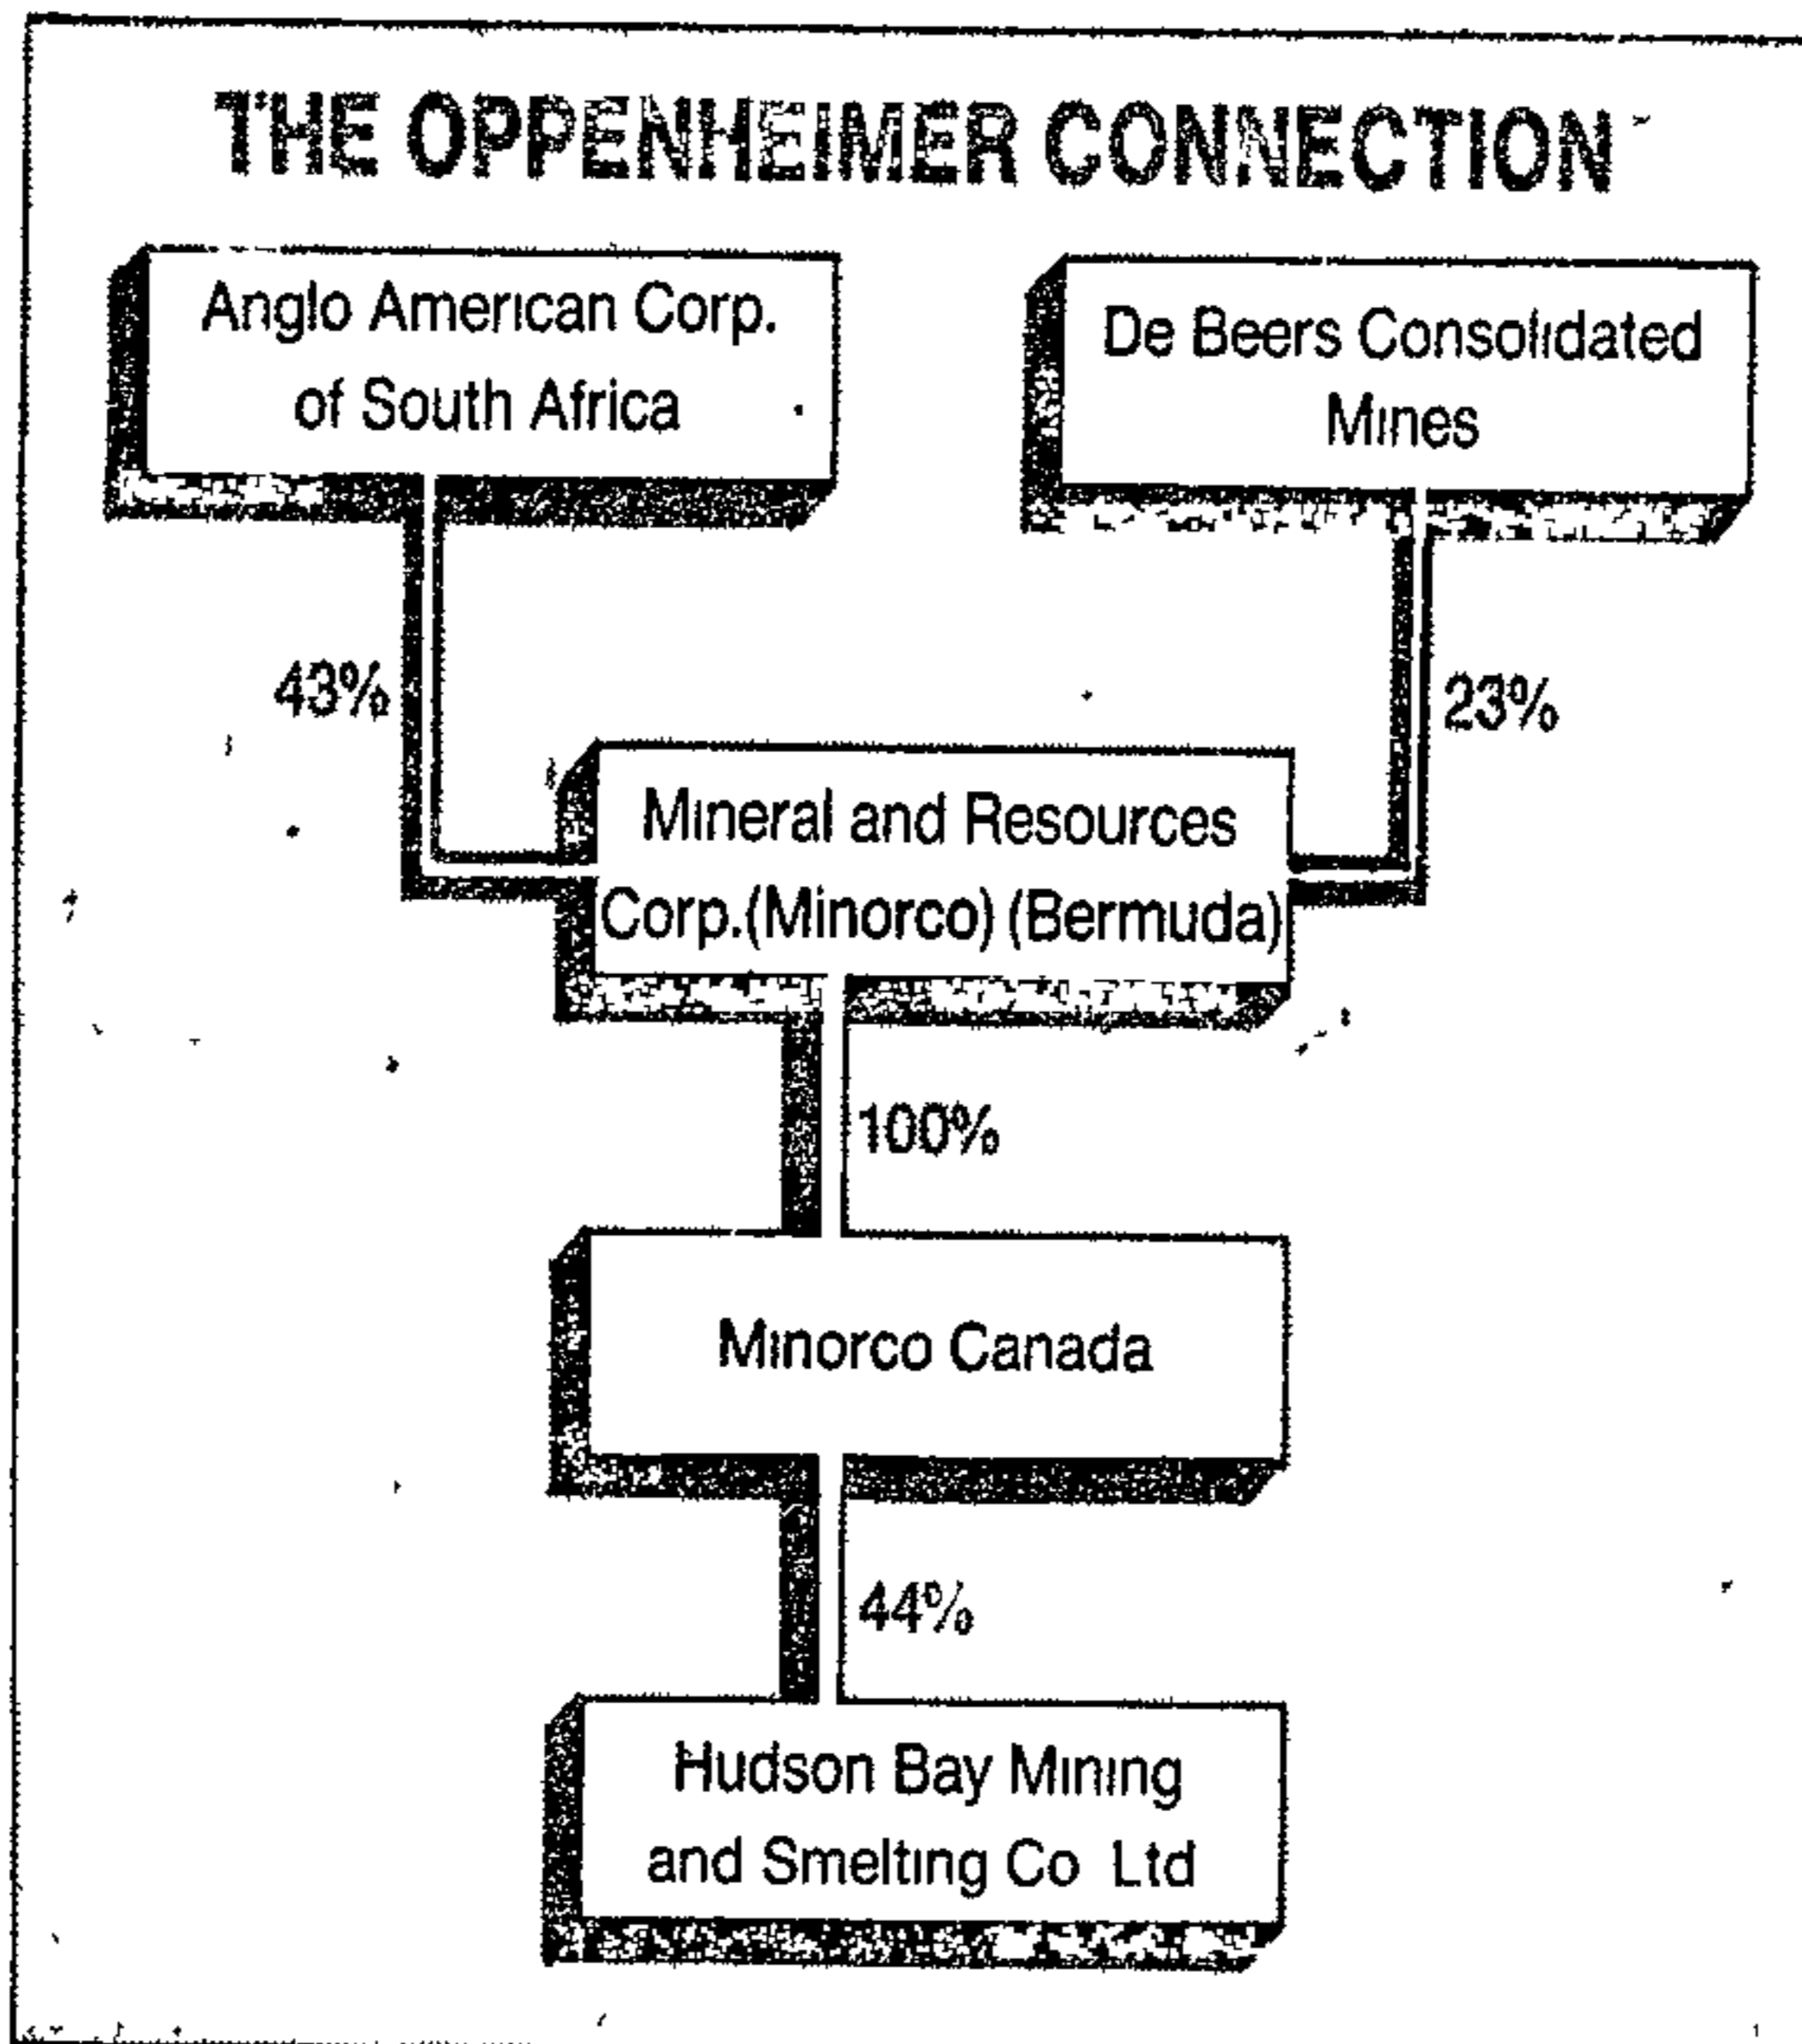 THE OPPENHEIMER CONNECTION
Anglo American Corp.
of South Africa
De Beers Consolidated
Mines
43%
23%
Mineral and Resources
Corp.(Minorco) (Bermuda)
100%
Minorco Canada
44%
Hudson Bay Mining
and Smelting Co Ltd